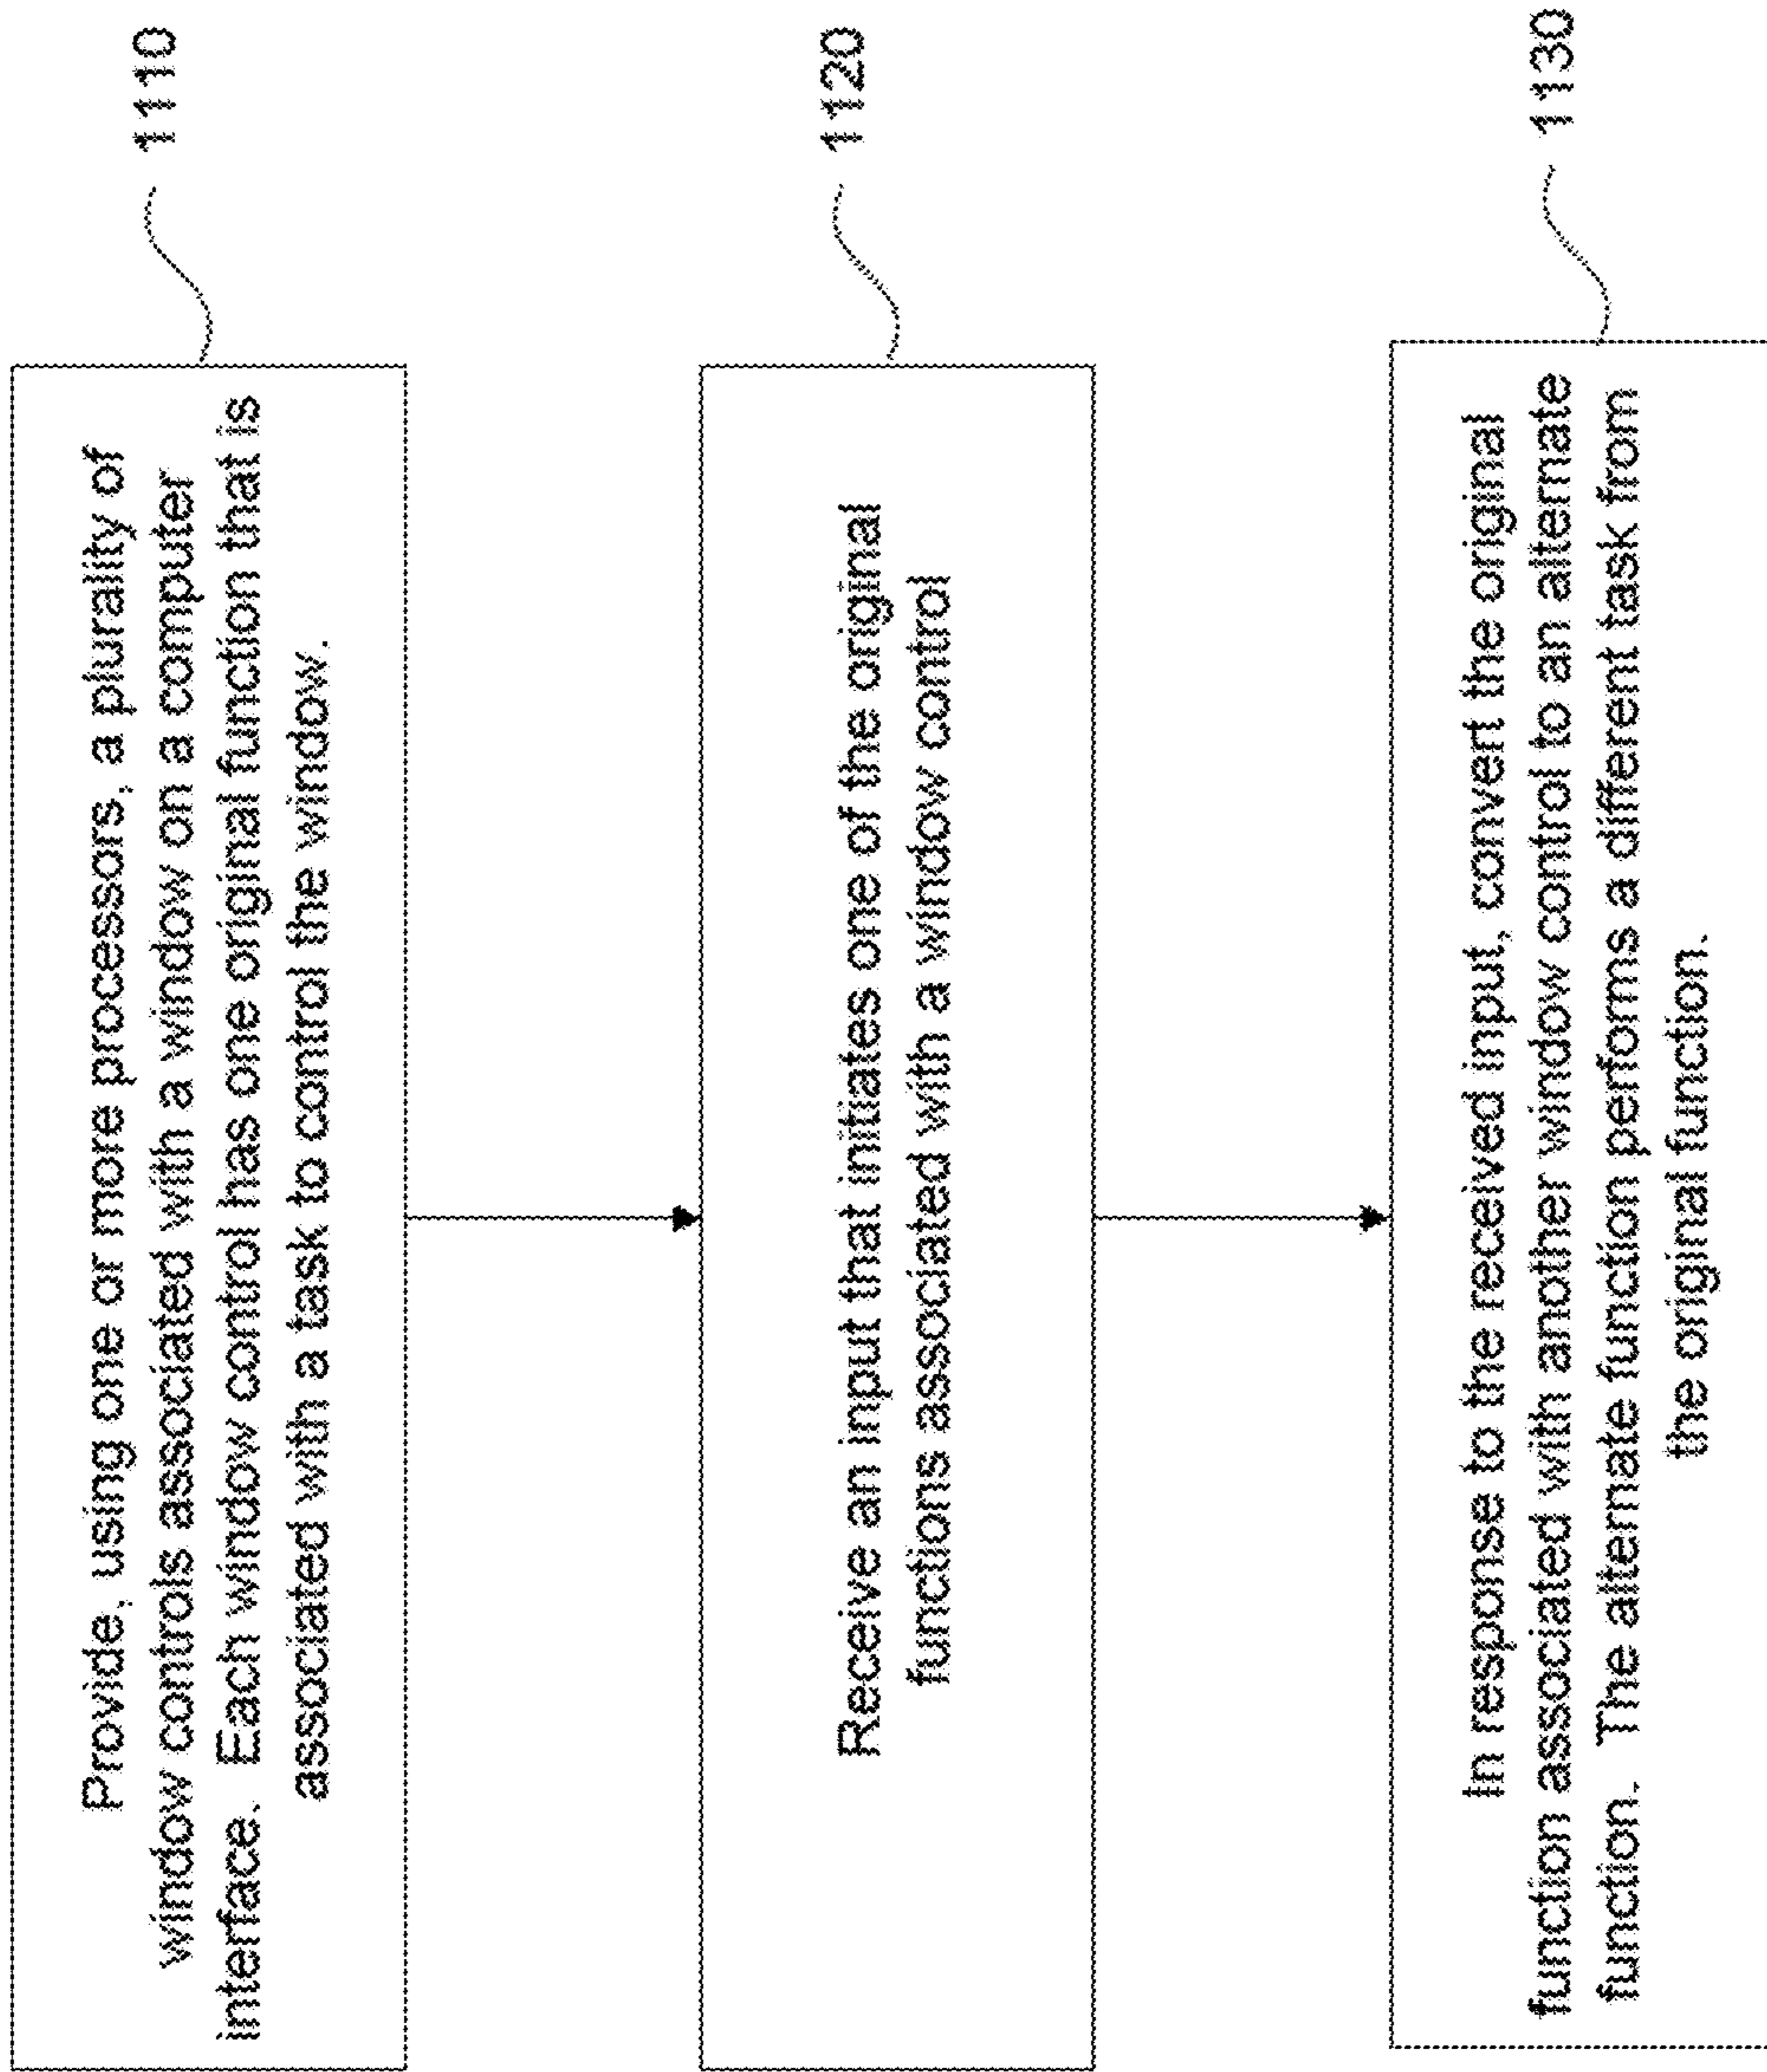 Provide, using one or more processors, a plurality of
window controls associated with a window on a computer
interface. Each window control has one original function that is
associated with a task to control the window.
1110
Receive an input that initiates one of the original
functions associated with a window control
1120
In response to the received input, convert the original
function associated with another window control to an alternate
function. The alternate function performs a different task from
the original function.
1130